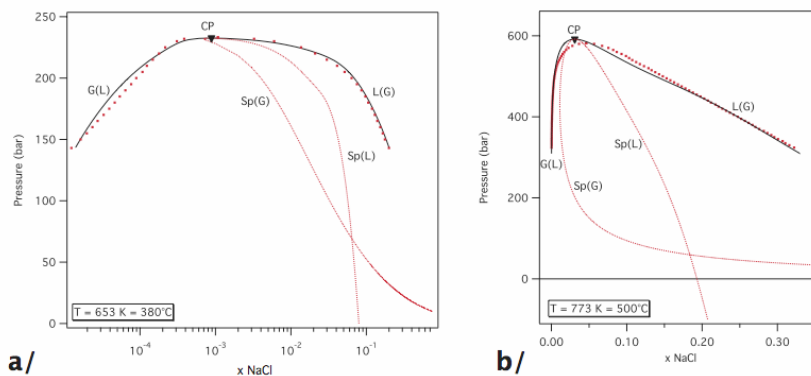 250
200
150
100
50
0
Pressure (bar)
CP
G(L)
L(G)
Sp(G)
Sp(L)
T = 653 K = 380°C
10-4
10-3
10-2
10-1
x NaCl
a/
600
400
200
0
Pressure (bar)
CP
L(G)
G(L)
Sp(L)
Sp(G)
T = 773 K = 500°C
0.00
0.10
0.20
0.30
x NaCl
b/